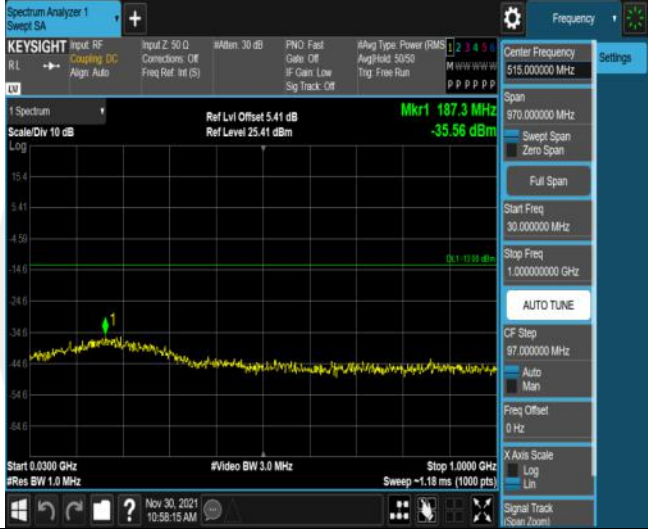 Spectrum Analyzer 1
Swept SA
Frequency
KEYSIGHT
Input: RF
Input Z: 50 Ω
#Atten: 30 dB
PNO: Fast
#Avg Type: Power (RMS
1 2 3 4 5 6
RL
Coupling: DC
Corrections: Off
Gate: Off
Avg|Hold: 50/50
M W W W W W
Align: Auto
Freq Ref: Int (S)
IF Gain: Low
Trig: Free Run
Sig Track: Off
P P P P P P
LW
Center Frequency
515.000000 MHz
Settings
1 Spectrum
Ref Lvl Offset 5.41 dB
Mkr1 187.3 MHz
Scale/Div 10 dB
Ref Level 25.41 dBm
-35.56 dBm
Span
970.000000 MHz
Swept Span
Zero Span
Log
15.4
5.41
-4.59
-14.6
-24.6
-34.6
-44.6
-54.6
-64.6
DL1 -13.00 dBm
1
Full Span
Start Freq
30.000000 MHz
Stop Freq
1.000000000 GHz
AUTO TUNE
CF Step
97.000000 MHz
Auto
Man
Freq Offset
0 Hz
X Axis Scale
Log
Lin
Signal Track
(Span Zoom)
Start 0.0300 GHz
#Video BW 3.0 MHz
Stop 1.0000 GHz
#Res BW 1.0 MHz
Sweep ~1.18 ms (1000 pts)
?
Nov 30, 2021
10:58:15 AM